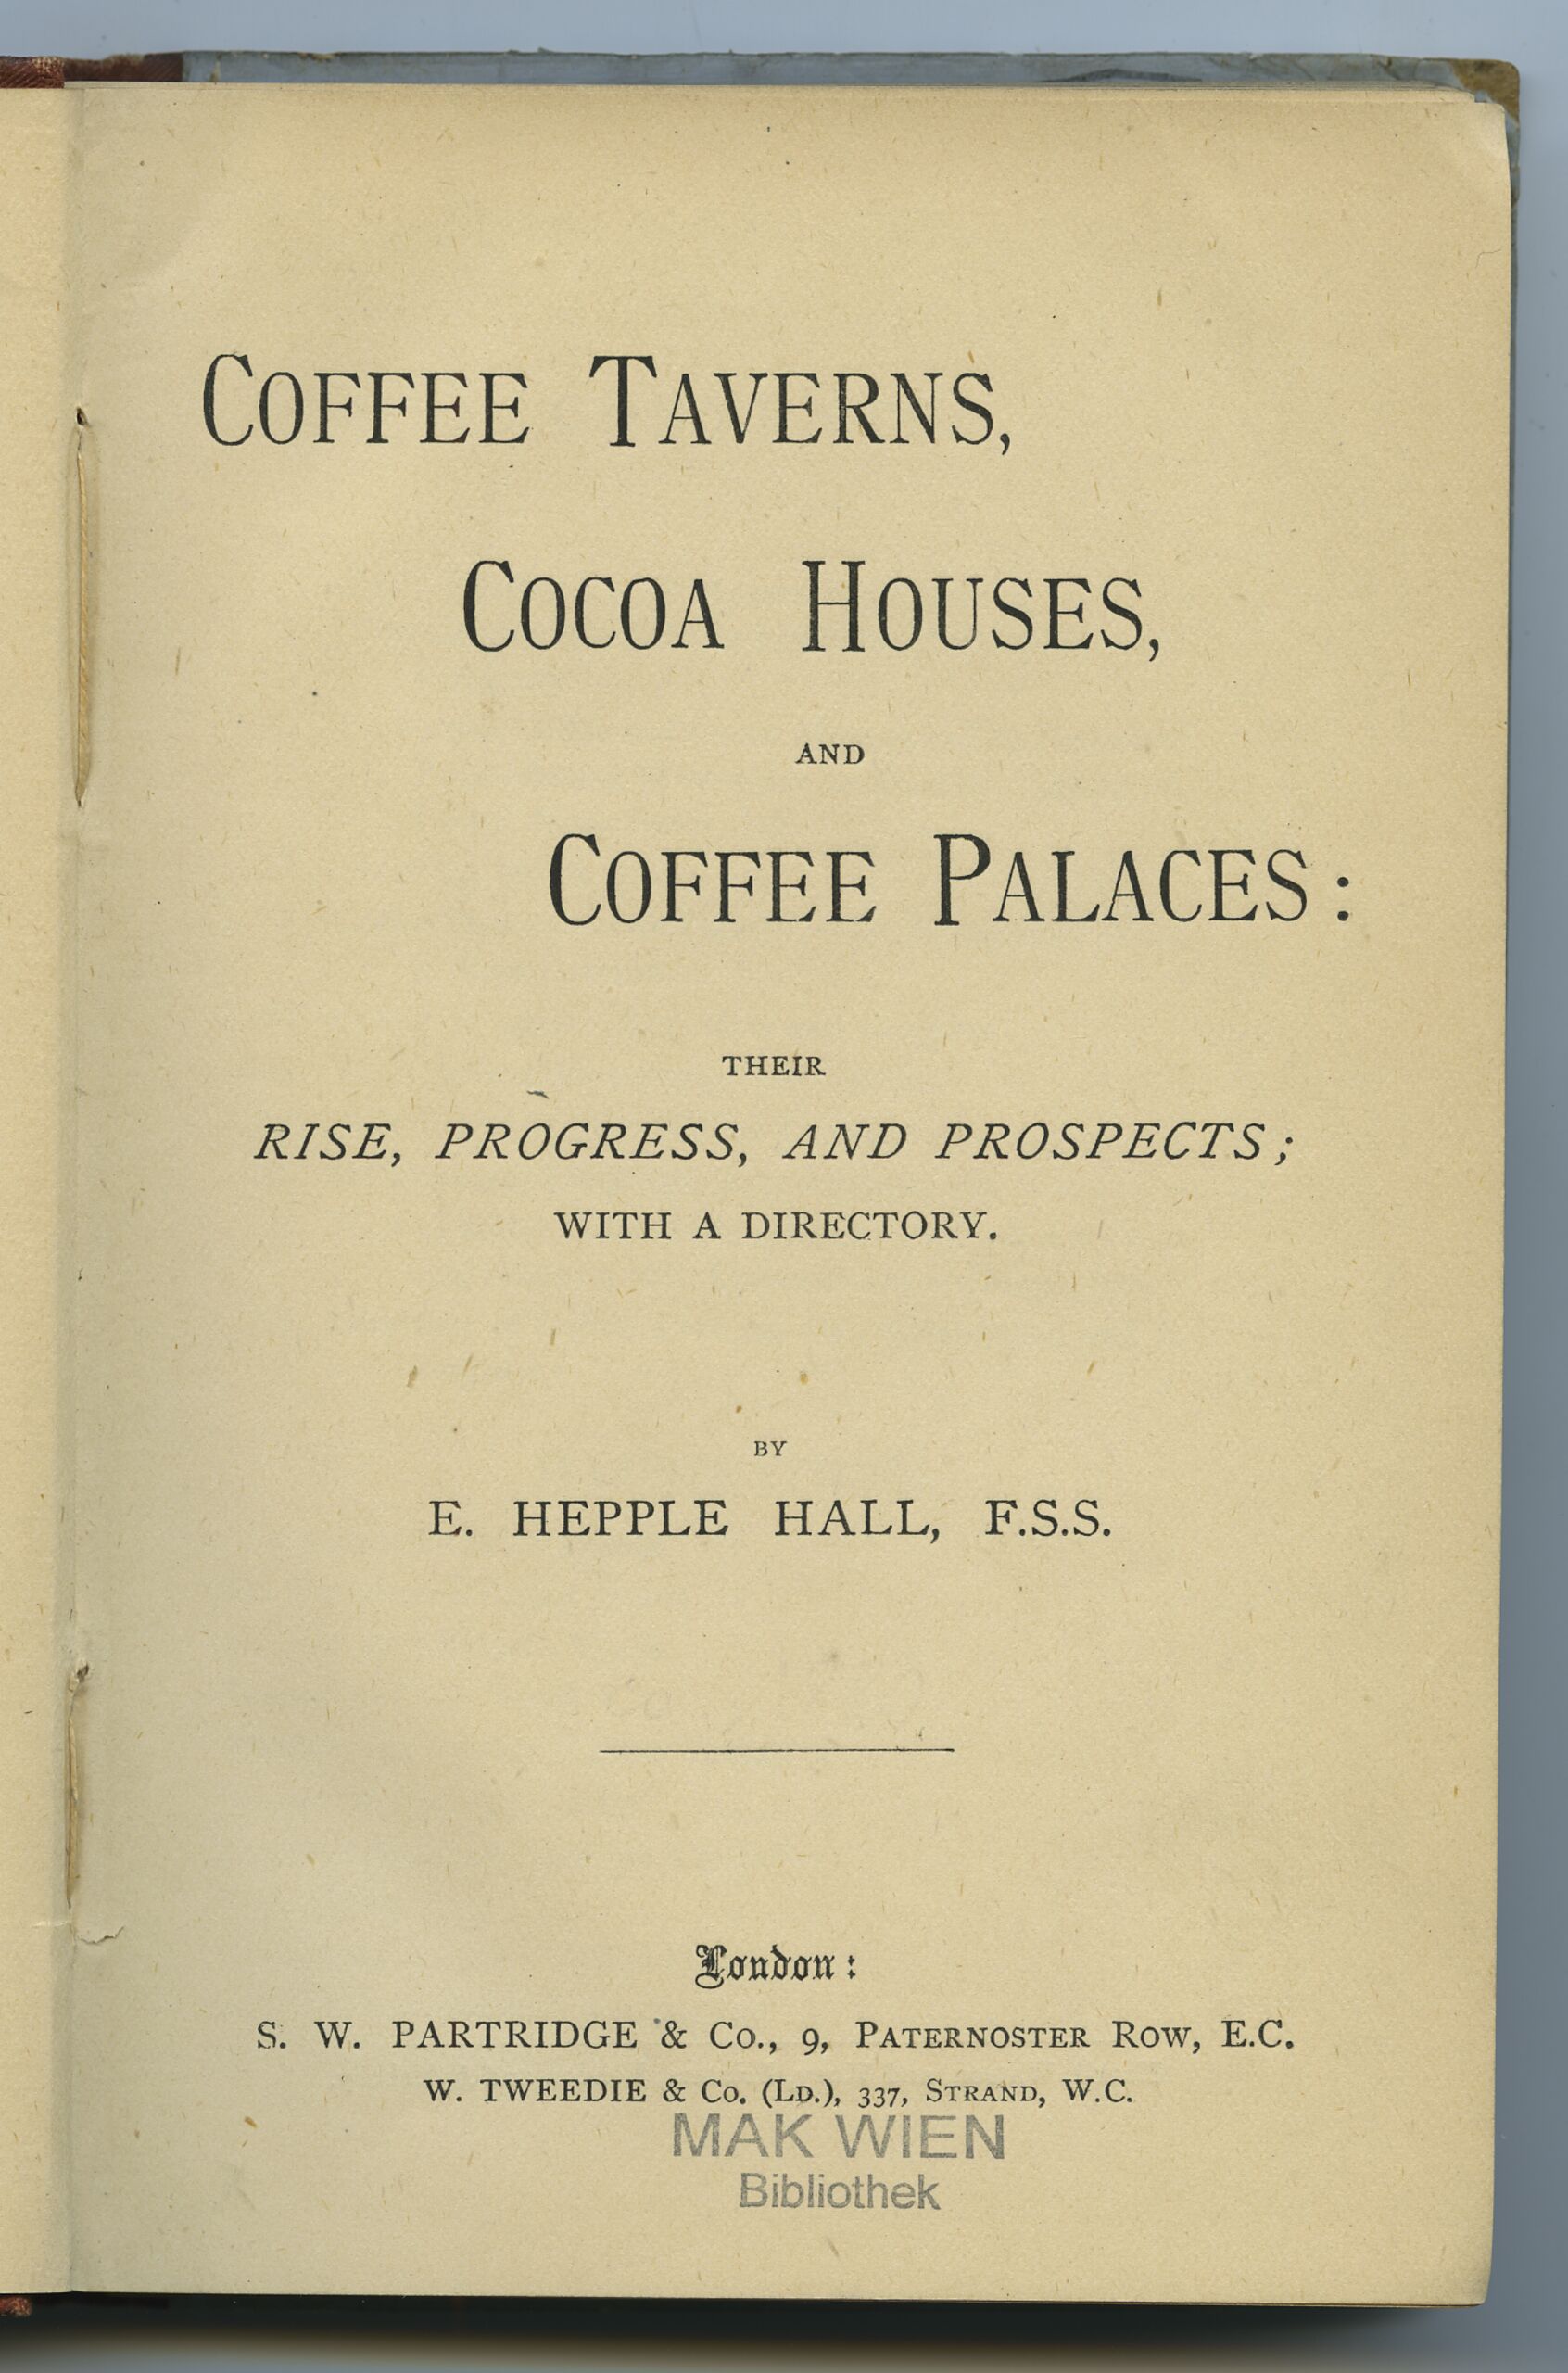 COFFEE TAVERNS,
COCOA HOUSES,
AND
COFFEE PALACES:
THEIR
RISE, PROGRESS, AND PROSPECTS;
WITH A DIRECTORY.
BY
E. HEPPLE HALL, F.S.S.
London:
S. W. PARTRIDGE & Co., 9, PATERNOSTER ROW, E.C.
W. TWEEDIE & Co. (LD.), 337, STRAND, W.C.
MAK WIEN
Bibliothek